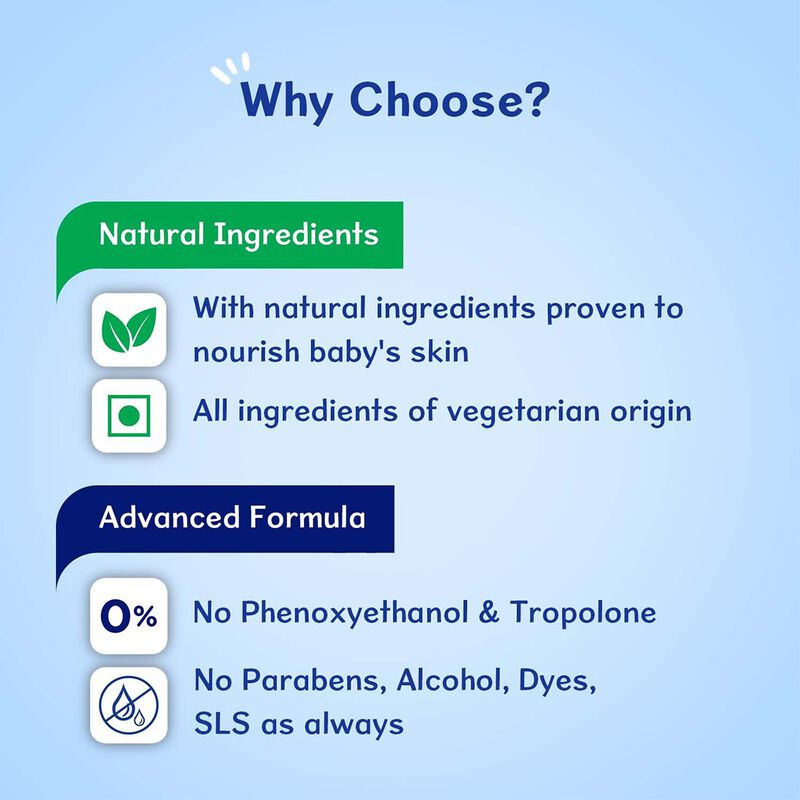 Why Choose?
Natural Ingredients
With natural ingredients proven to
nourish baby's skin
All ingredients of vegetarian origin
Advanced Formula
0%
No Phenoxyethanol & Tropolone
No Parabens, Alcohol, Dyes,
SLS as always